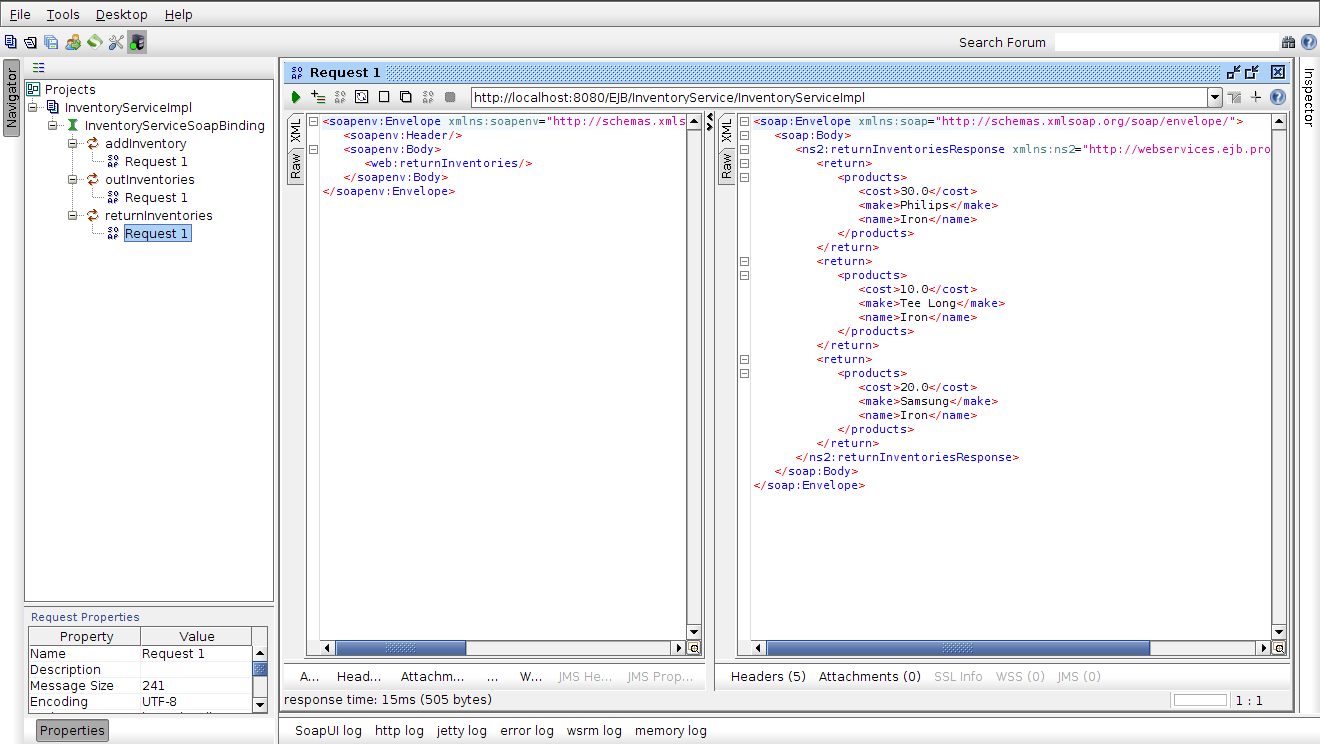 File Tools Desktop Help
Search Forum
Navigator
Projects
InventoryServiceImpl
InventoryServiceSoapBinding
addInventory
Request 1
outInventories
Request 1
returnInventories
Request 1
Request Properties
Property Value
Name Request 1
Description
Message Size 241
Encoding UTF-8
Properties
Request 1
http://localhost:8080/EJB/InventoryService/InventoryServiceImpl
XML
Raw
<soapenv:Envelope xmlns:soapenv="http://schemas.xmls
<soapenv:Header/>
<soapenv:Body>
<web:returnInventories/>
</soapenv:Body>
</soapenv:Envelope>
A... Head... Attachm... ... W... JMS He... JMS Prop...
XML
Raw
<soap:Envelope xmlns:soap="http://schemas.xmlsoap.org/soap/envelope/">
<soap:Body>
<ns2:returnInventoriesResponse xmlns:ns2="http://webservices.ejb.pro
<return>
<products>
<cost>30.0</cost>
<make>Philips</make>
<name>Iron</name>
</products>
</return>
<return>
<products>
<cost>10.0</cost>
<make>Tee Long</make>
<name>Iron</name>
</products>
</return>
<return>
<products>
<cost>20.0</cost>
<make>Samsung</make>
<name>Iron</name>
</products>
</return>
</ns2:returnInventoriesResponse>
</soap:Body>
</soap:Envelope>
Headers (5) Attachments (0) SSL Info WSS (0) JMS (0)
response time: 15ms (505 bytes)
1 : 1
SoapUI log http log jetty log error log wsrm log memory log
Inspector